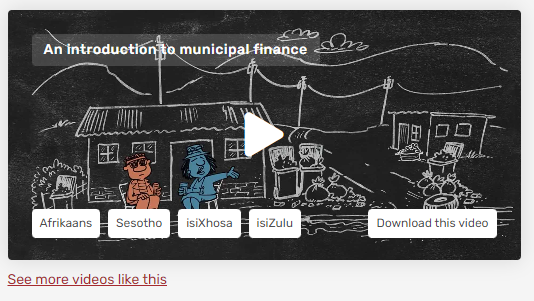 An introduction to municipal finance
Afrikaans Sesotho isiXhosa isiZulu Download this video
See more videos like this